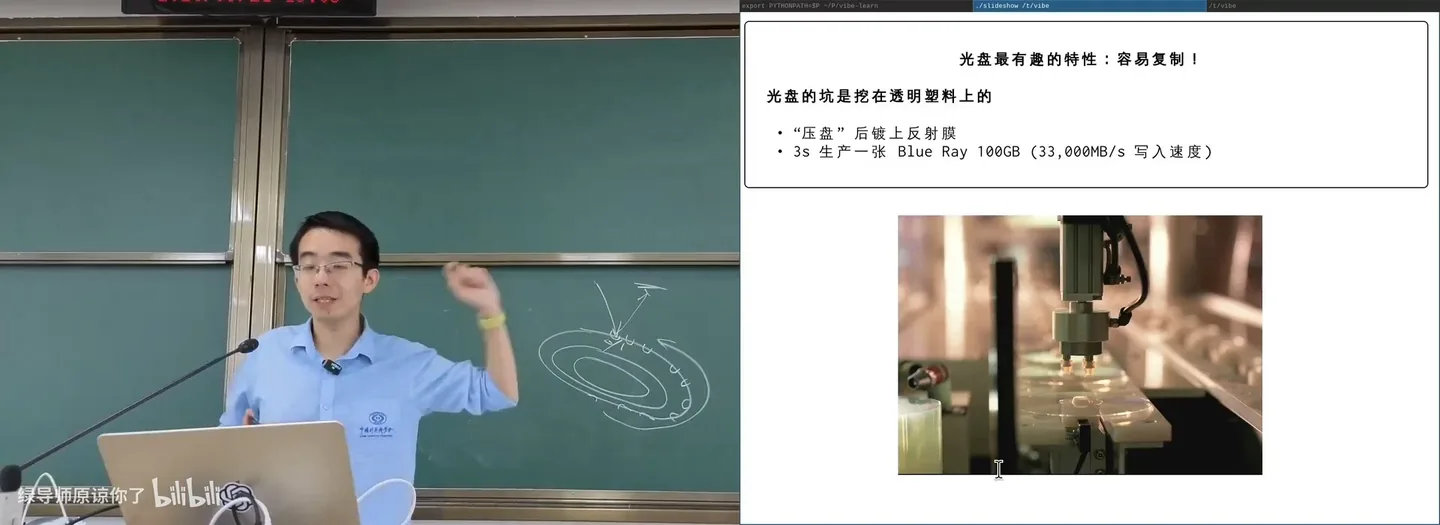 export PYTHONPATH=$P ~/P/vibe-learn
./slideshow /t/vibe
/t/vibe
光盘最有趣的特性：容易复制！
光盘的坑是挖在透明塑料上的
• “压盘” 后镀上反射膜
• 3s 生产一张 Blue Ray 100GB (33,000MB/s 写入速度)
绿导师原谅你了 bilibili